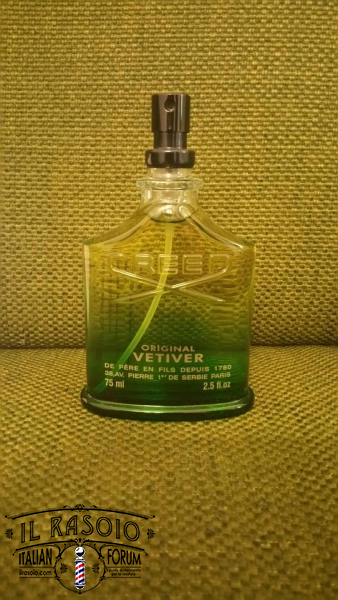 CREED
ORIGINAL
VETIVER
DE PÈRE EN FILS DEPUIS 1760
38,AV. PIERRE 1er DE SERBIE PARIS
75 ml 2.5 fl.oz
IL RASOIO
ITALIAN FORUM
ilrasoio.com